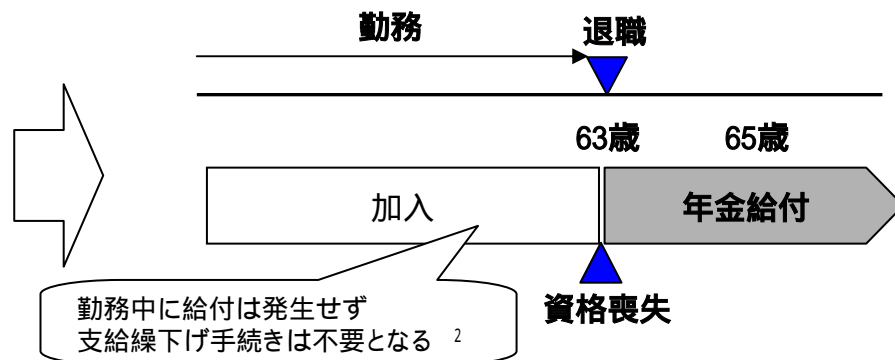 勤務 退職
63歳 65歳
加入 年金給付
勤務中に給付は発生せず
支給繰下げ手続きは不要となる 2
資格喪失